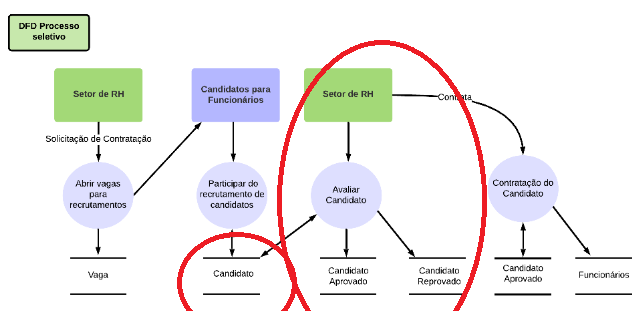 DFD Processo
seletivo
Setor de RH
Candidatos para
Funcionários
Setor de RH
Contrata
Solicitação de Contratação
Abrir vagas
para
recrutamentos
Participar do
recrutamento de
candidatos
Avaliar
Candidato
Contratação do
Candidato
Vaga
Candidato
Candidato
Aprovado
Candidato
Reprovado
Candidato
Aprovado
Funcionários